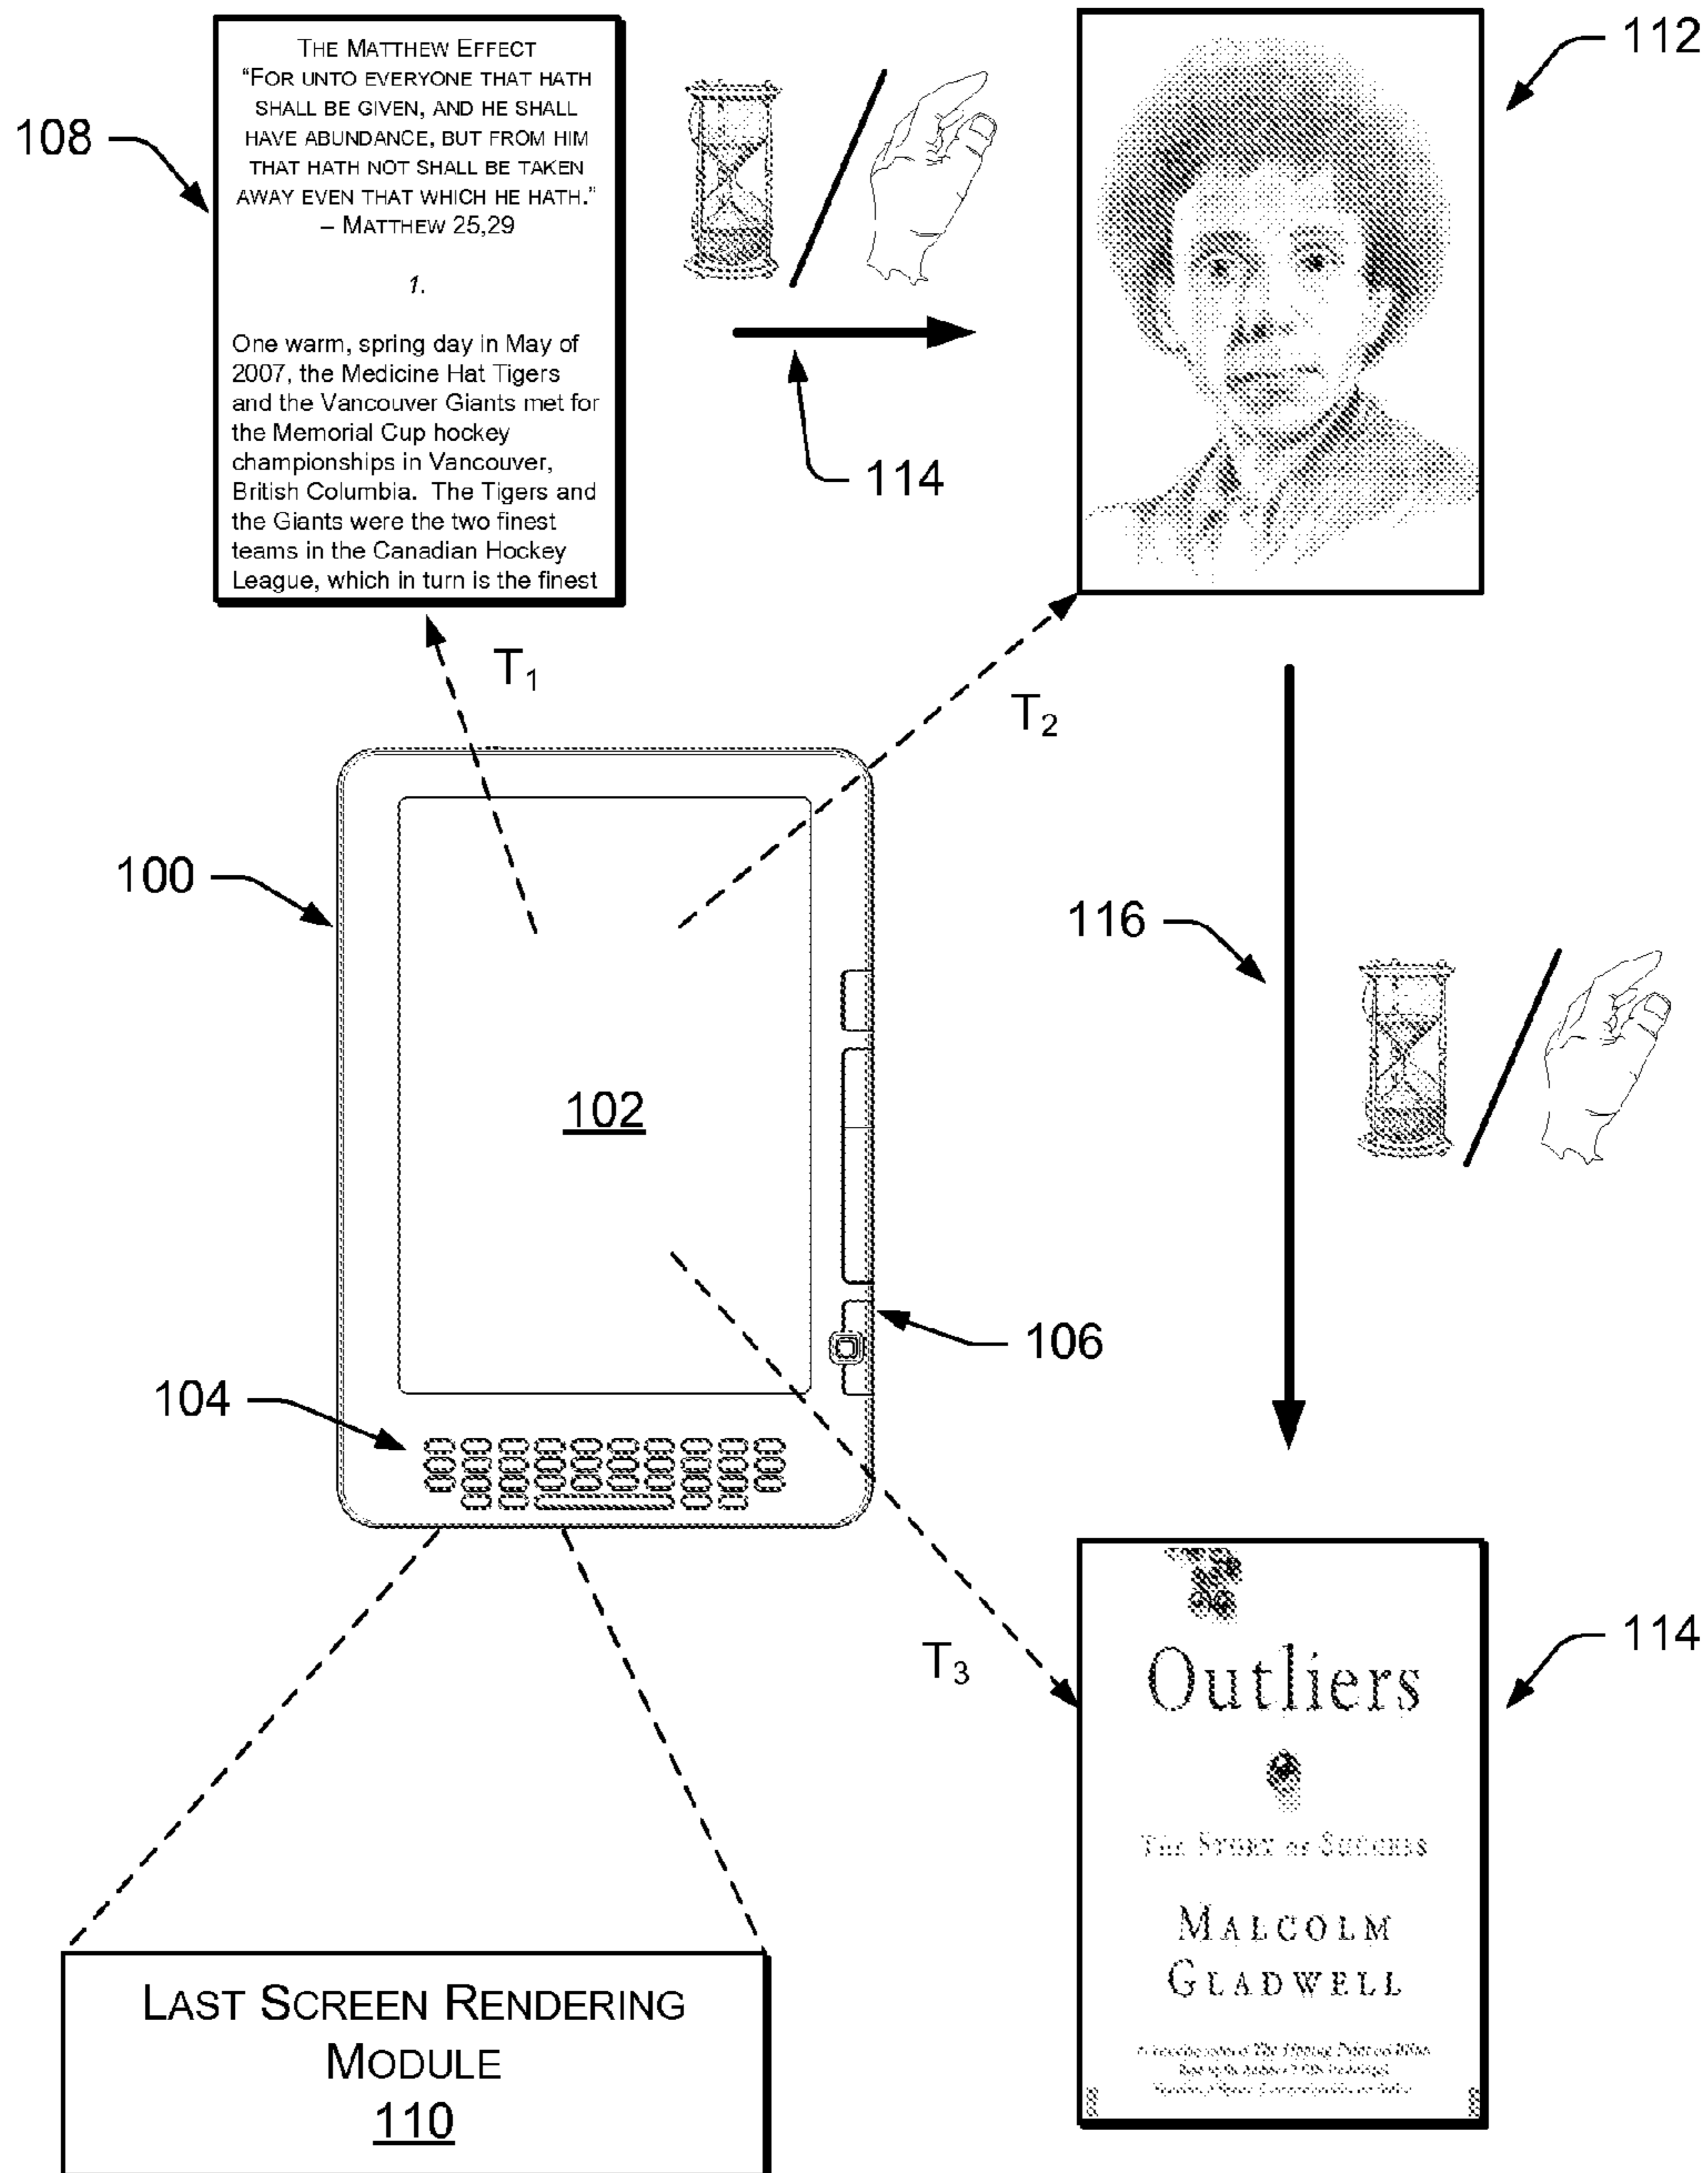 THE MATTHEW EFFECT
“FOR UNTO EVERYONE THAT HATH
SHALL BE GIVEN, AND HE SHALL
HAVE ABUNDANCE, BUT FROM HIM
THAT HATH NOT SHALL BE TAKEN
AWAY EVEN THAT WHICH HE HATH.”
– MATTHEW 25,29
1.
One warm, spring day in May of
2007, the Medicine Hat Tigers
and the Vancouver Giants met for
the Memorial Cup hockey
championships in Vancouver,
British Columbia. The Tigers and
the Giants were the two finest
teams in the Canadian Hockey
League, which in turn is the finest
108
112
114
T1
T2
100
116
102
106
104
T3
Outliers
THE STORY OF SUCCESS
MALCOLM
GLADWELL
114
LAST SCREEN RENDERING
MODULE
110